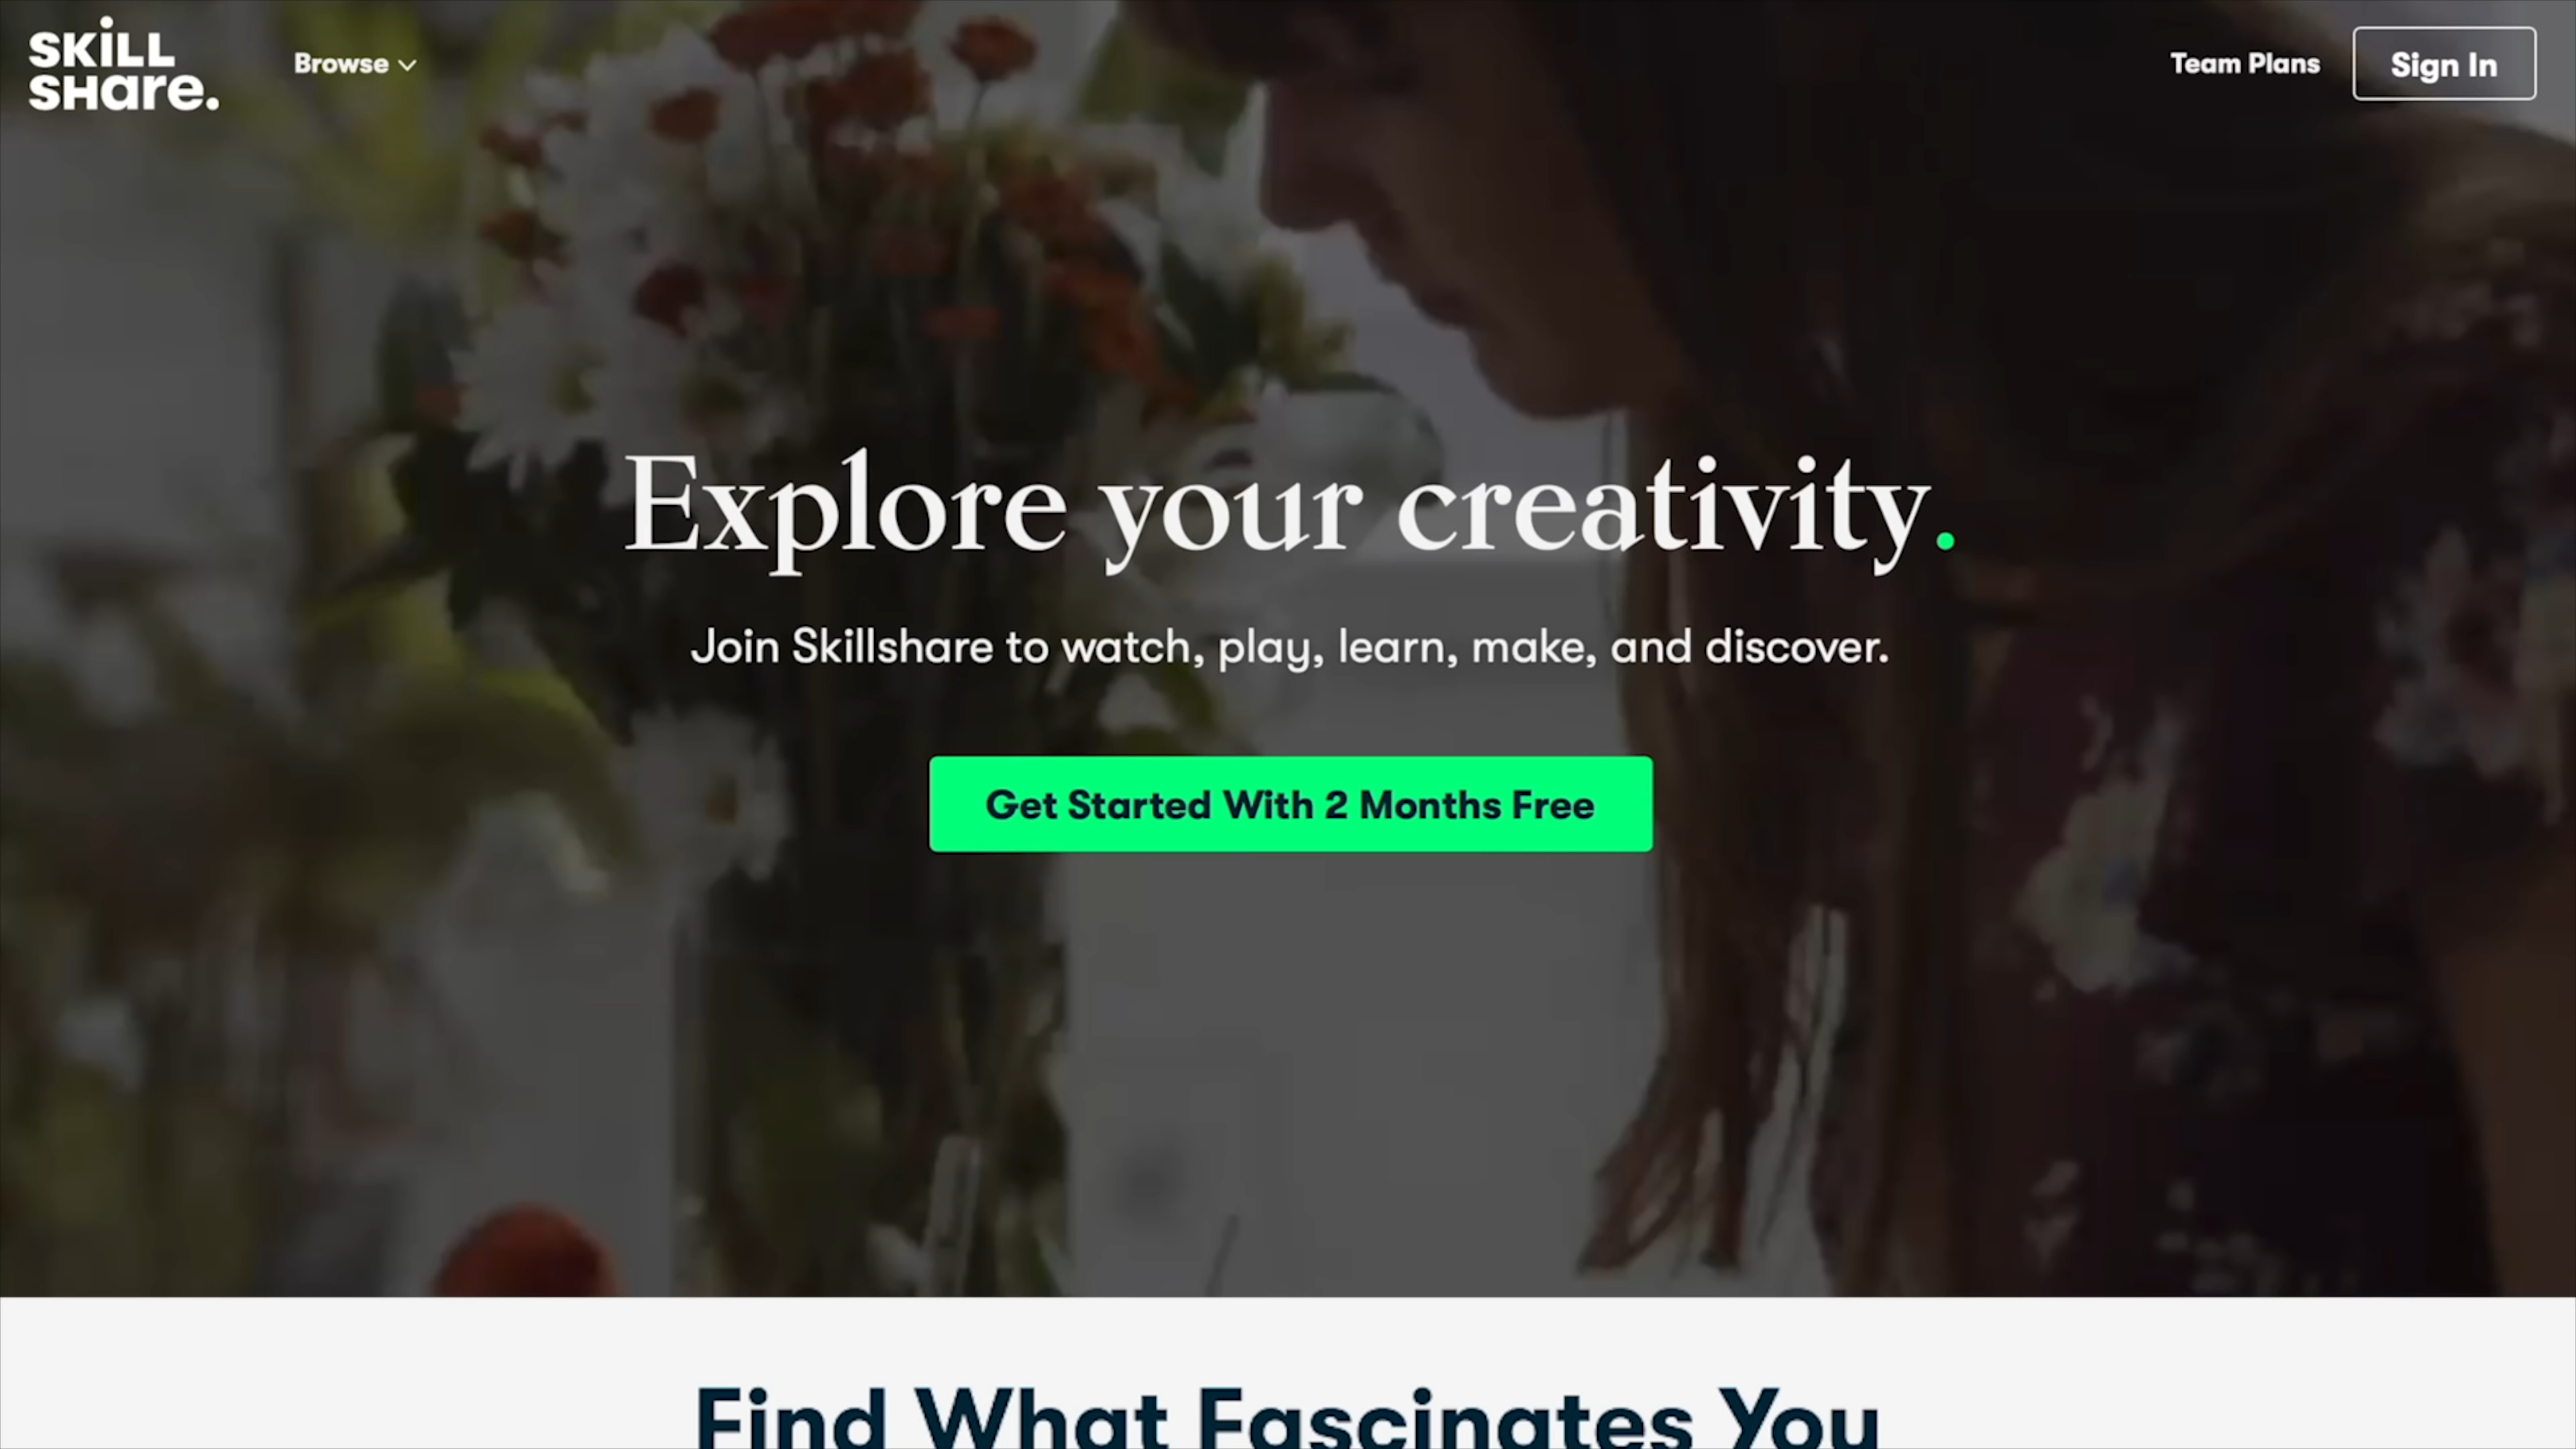 SKiLL
SHare.
Browse
Team Plans
Sign In
Explore your creativity.
Join Skillshare to watch, play, learn, make, and discover.
Get Started With 2 Months Free
Find What Fascinates You